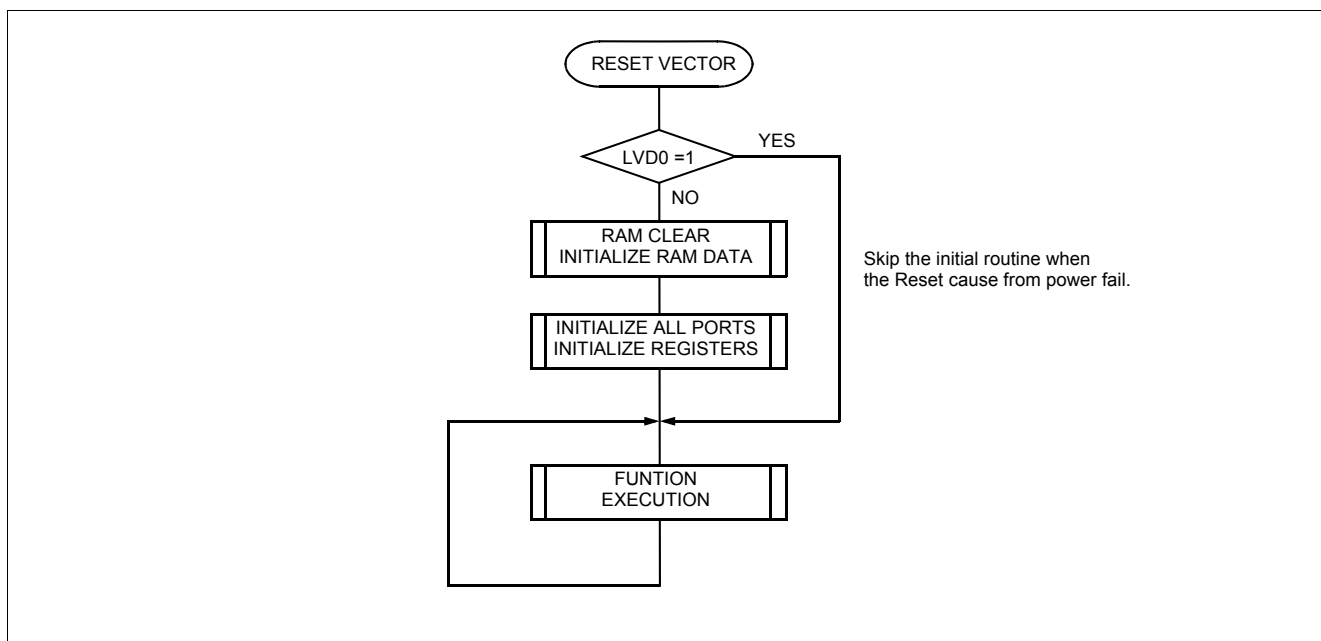 RESET VECTOR
LVD0 =1
YES
NO
RAM CLEAR
INITIALIZE RAM DATA
Skip the initial routine when
the Reset cause from power fail.
INITIALIZE ALL PORTS
INITIALIZE REGISTERS
FUNTION
EXECUTION